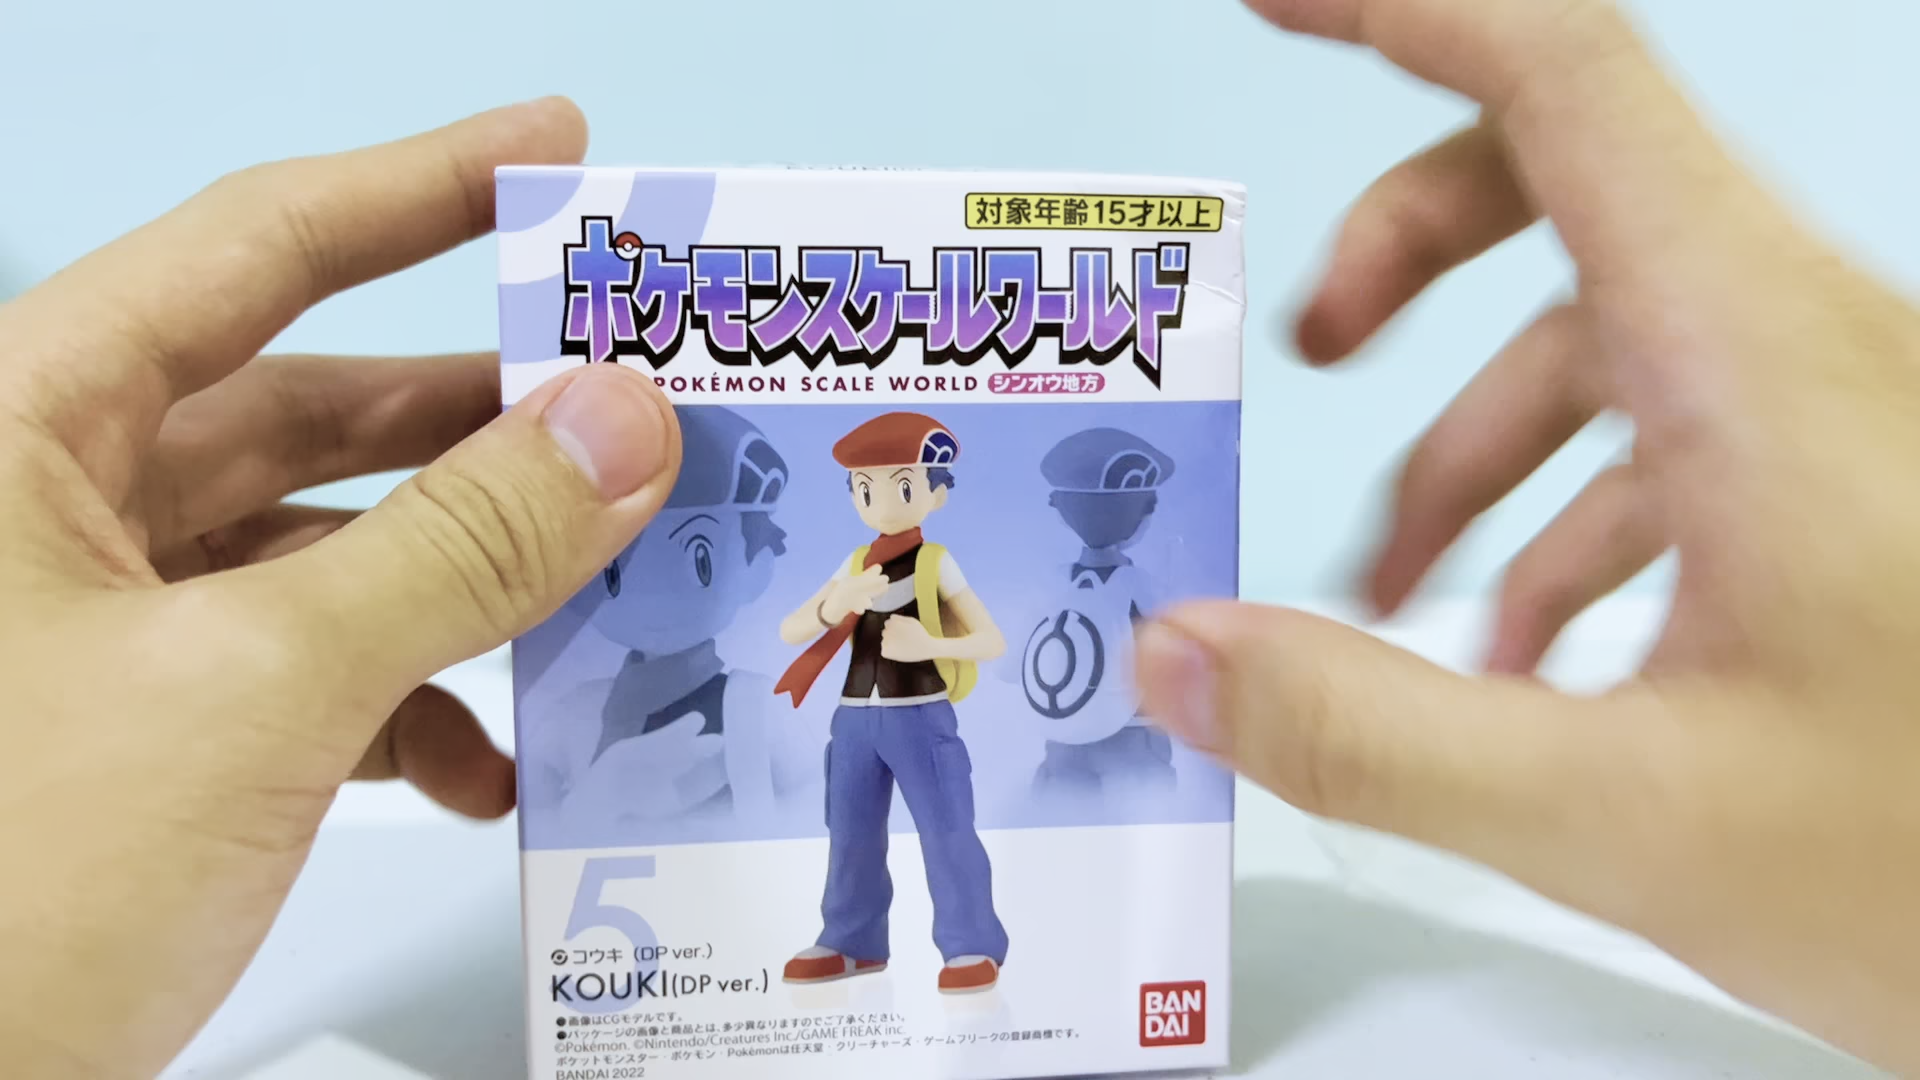 対象年齢15才以上
ポケモンスケールワールド
POKÉMON SCALE WORLD シンオウ地方
5
コウキ (DP ver.)
KOUKI(DP ver.)
●画像はCGモデルです。
●パッケージの画像と商品とは、多少異なりますのでご了承ください。
©Pokémon. ©Nintendo/Creatures Inc./GAME FREAK inc.
ポケットモンスター・ポケモン・Pokémonは任天堂・クリーチャーズ・ゲームフリークの登録商標です。
BANDAI 2022
BAN
DAI